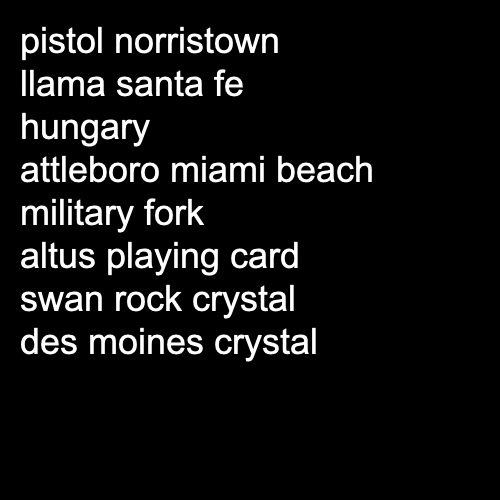 pistol norristown
llama santa fe
hungary
attleboro miami beach
military fork
altus playing card
swan rock crystal
des moines crystal